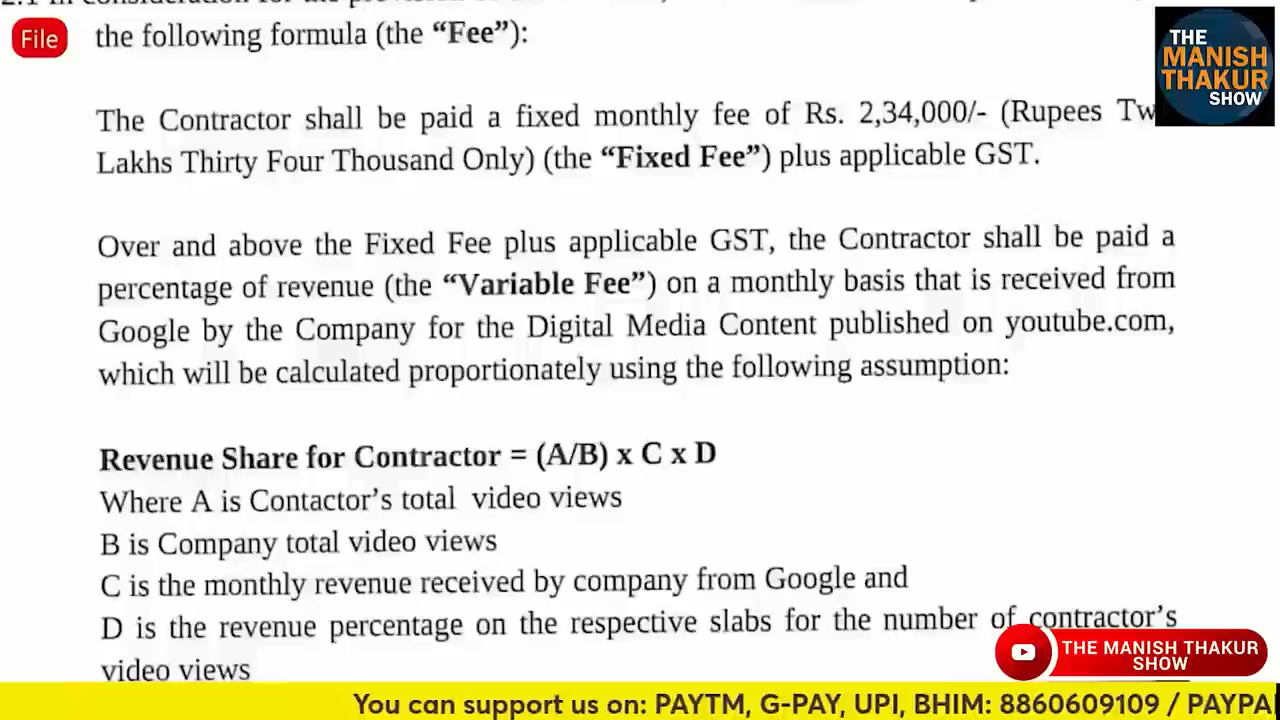 the following formula (the “Fee”):
File
THE
MANISH
THAKUR
SHOW
The Contractor shall be paid a fixed monthly fee of Rs. 2,34,000/- (Rupees
Lakhs Thirty Four Thousand Only) (the “Fixed Fee”) plus applicable GST.
Over and above the Fixed Fee plus applicable GST, the Contractor shall be paid a
percentage of revenue (the “Variable Fee”) on a monthly basis that is received from
Google by the Company for the Digital Media Content published on youtube.com,
which will be calculated proportionately using the following assumption:
Revenue Share for Contractor = (A/B) x C x D
Where A is Contactor’s total video views
B is Company total video views
C is the monthly revenue received by company from Google and
D is the revenue percentage on the respective slabs for the number of contractor’s
video views
THE MANISH THAKUR
SHOW
You can support us on: PAYTM, G-PAY, UPI, BHIM: 8860609109 / PAYPA